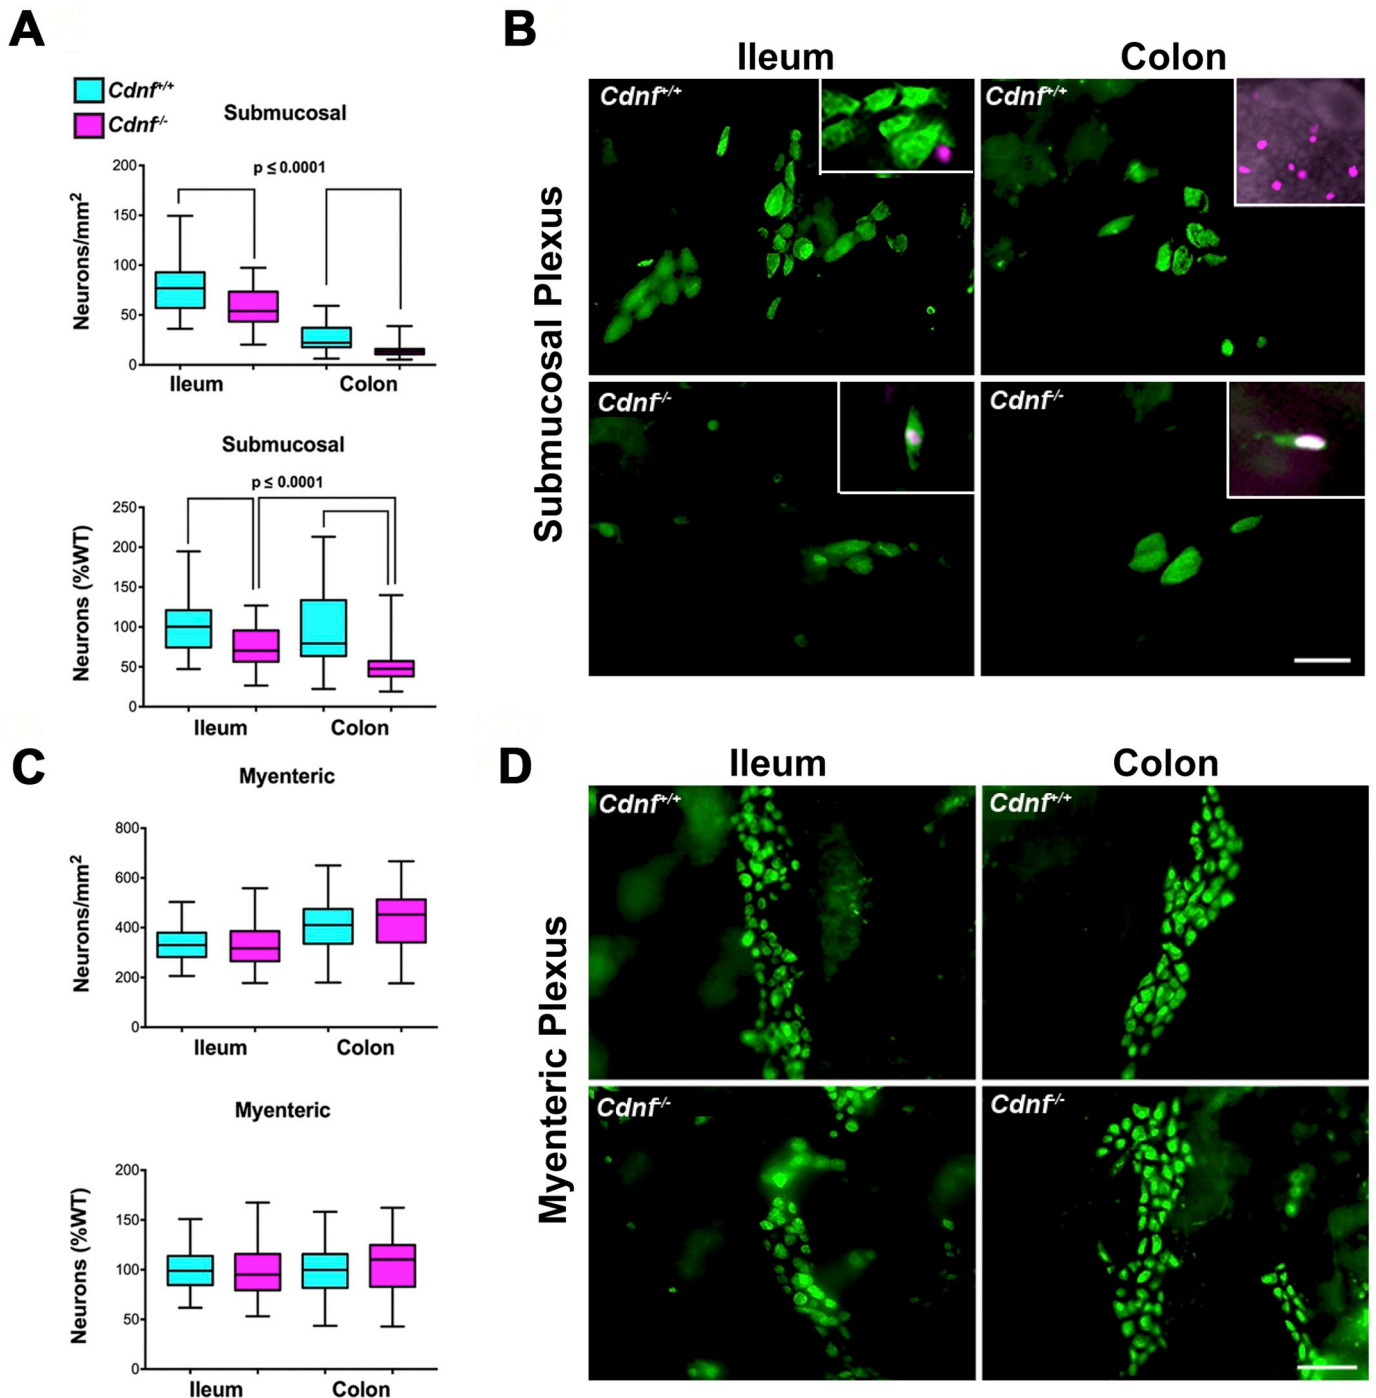 A
Cdnf+/+
Cdnf-/-
Submucosal
p ≤ 0.0001
Neurons/mm2
200
150
100
50
0
Ileum Colon
Submucosal
p ≤ 0.0001
Neurons (%WT)
250
200
150
100
50
0
Ileum Colon
B
Ileum Colon
Submucosal Plexus
Cdnf+/+ Cdnf+/+
Cdnf-/- Cdnf-/-
C
Myenteric
Neurons/mm2
800
600
400
200
0
Ileum Colon
Myenteric
Neurons (%WT)
200
150
100
50
0
Ileum Colon
D
Ileum Colon
Myenteric Plexus
Cdnf+/+ Cdnf+/+
Cdnf-/- Cdnf-/-